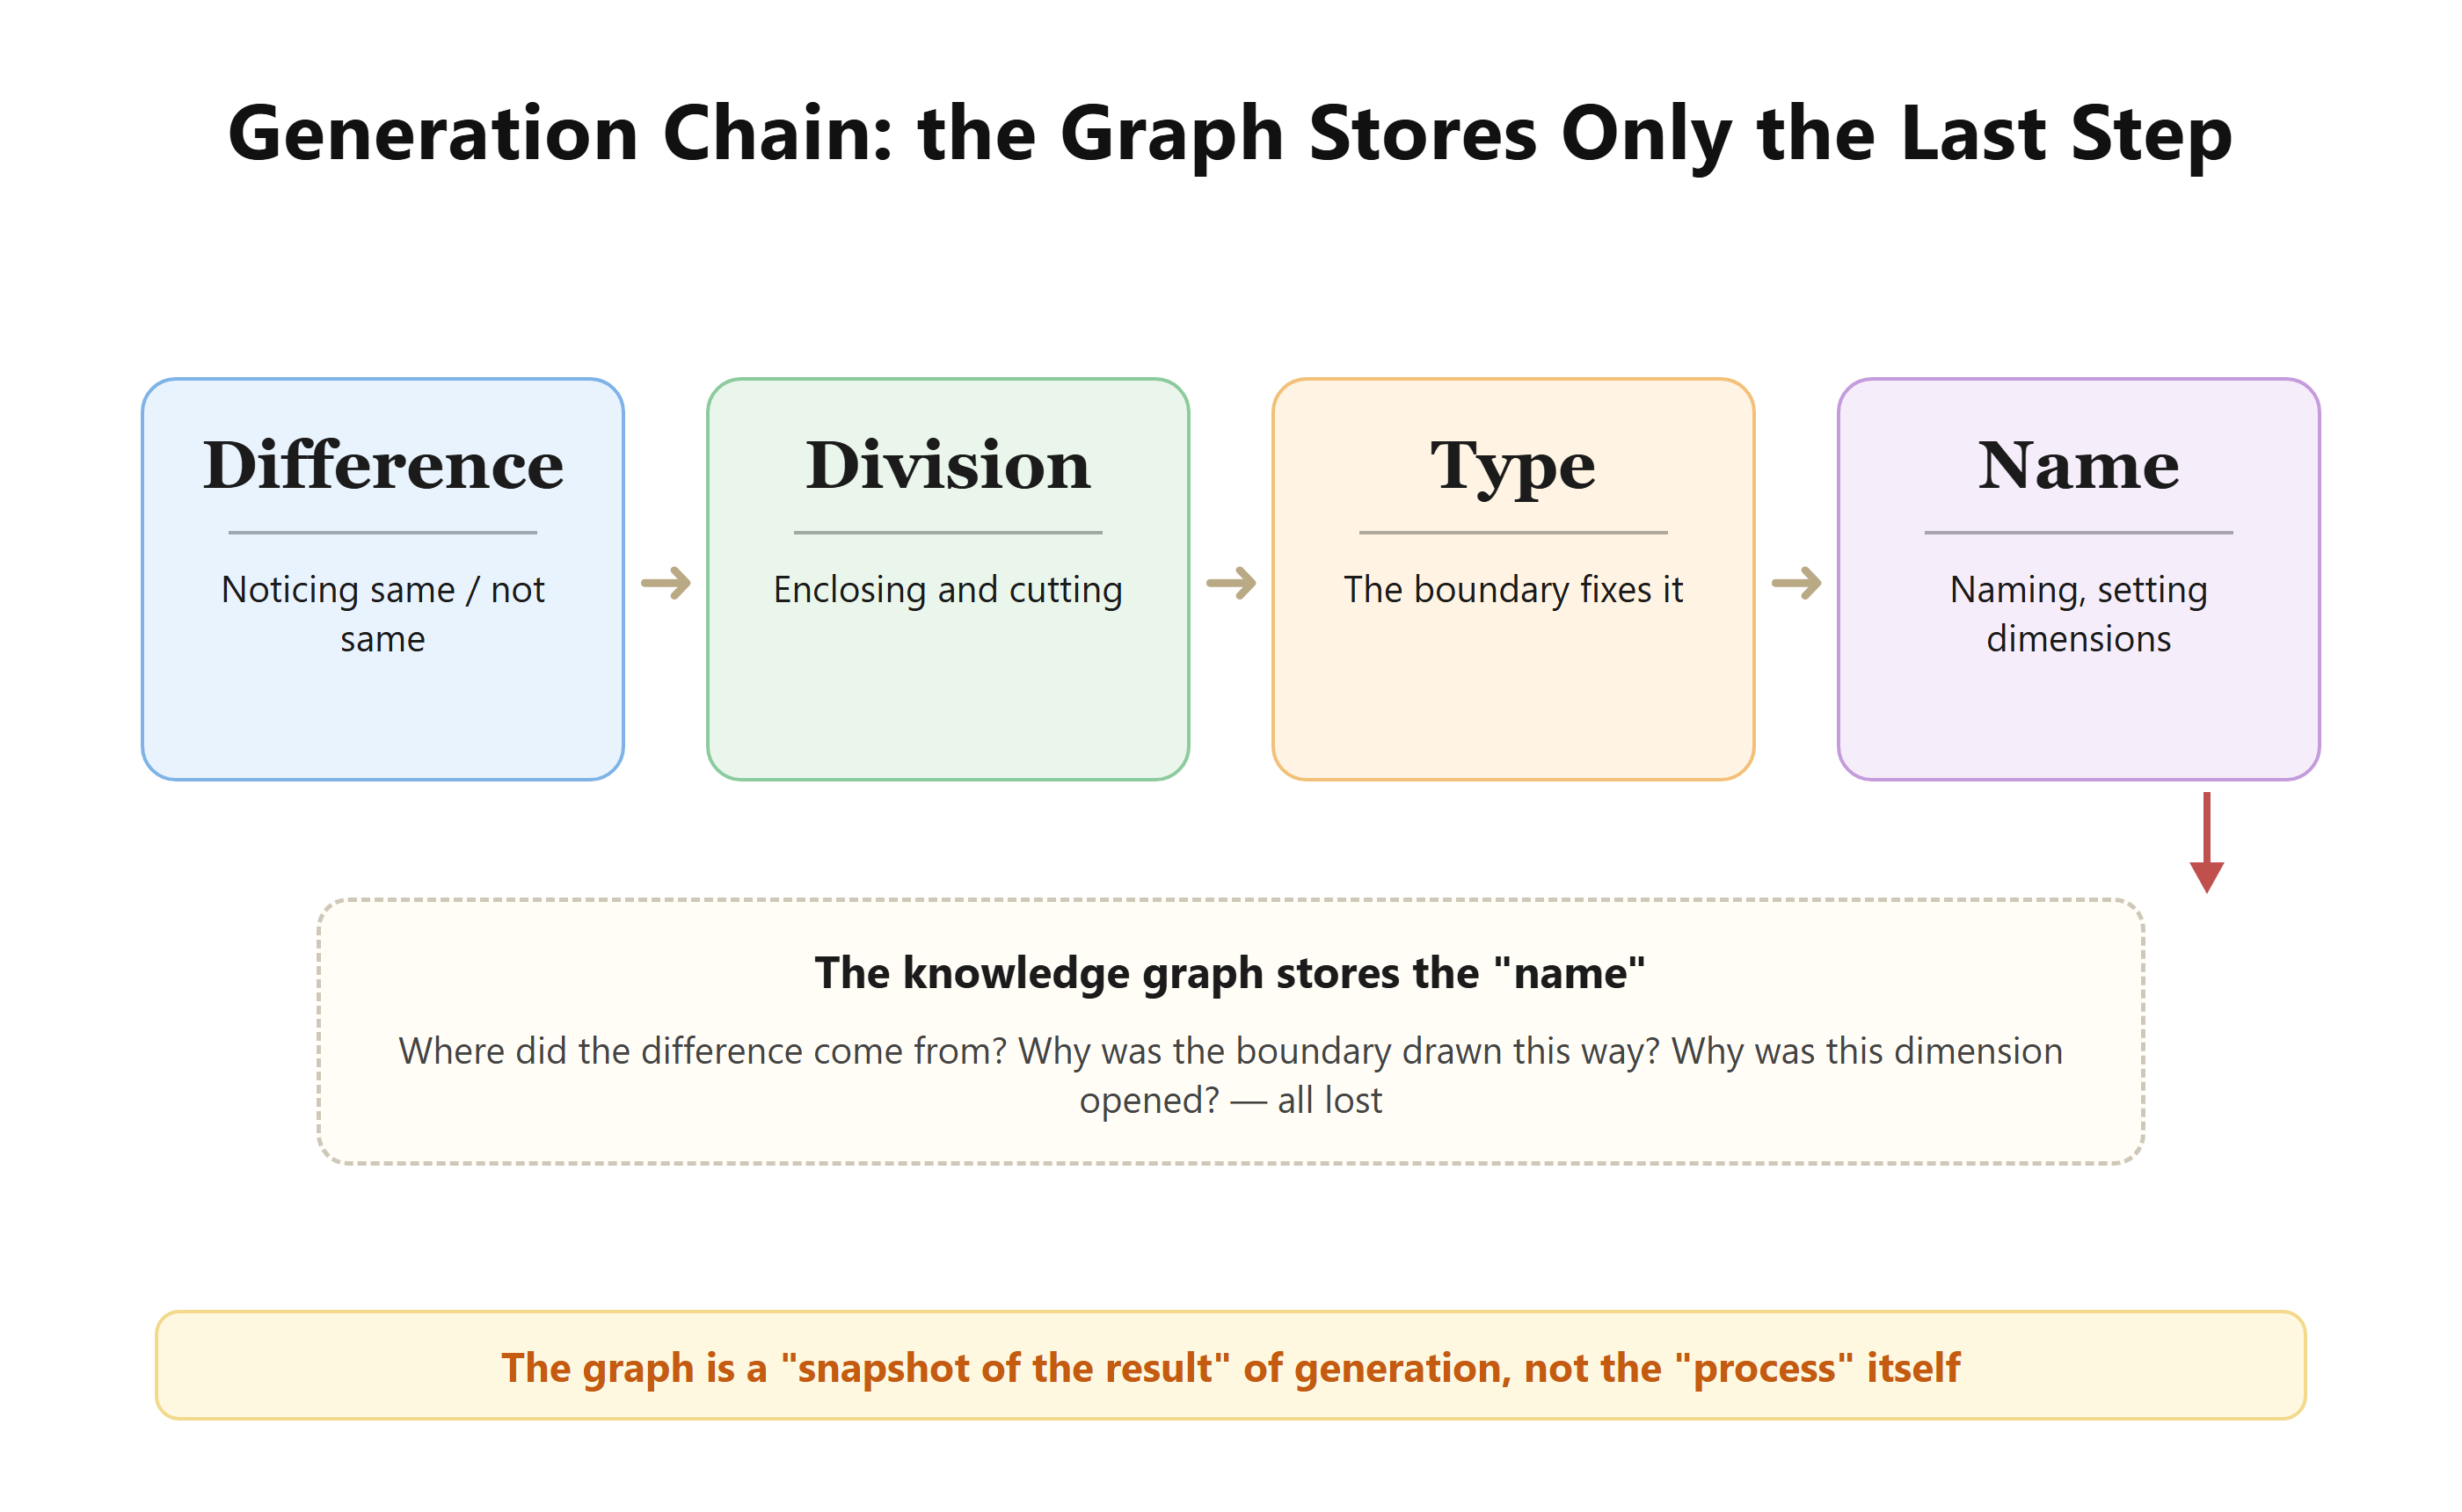 Generation Chain: the Graph Stores Only the Last Step
Difference
Noticing same / not
same
Division
Enclosing and cutting
Type
The boundary fixes it
Name
Naming, setting
dimensions
The knowledge graph stores the "name"
Where did the difference come from? Why was the boundary drawn this way? Why was this dimension
opened? — all lost
The graph is a "snapshot of the result" of generation, not the "process" itself